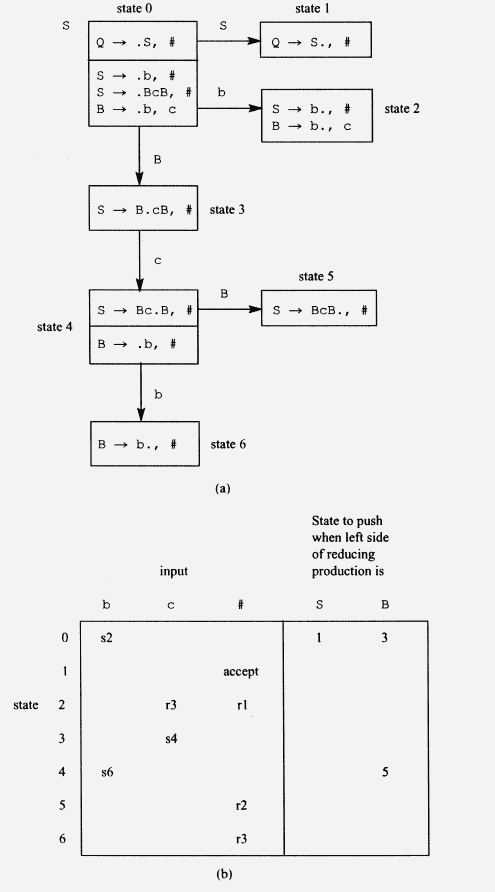 state 0
state 1
S
Q → .S, #
S
Q → S., #
S → .b, #
S → .BcB, #
B → .b, c
b
S → b., #
B → b., c
state 2
B
S → B.cB, #
state 3
c
state 4
S → Bc.B, #
B → .b, #
B
state 5
S → BcB., #
b
B → b., #
state 6
(a)
State to push
when left side
of reducing
production is
input
b c # S B
0 s2 1 3
1 accept
state 2 r3 r1
3 s4
4 s6 5
5 r2
6 r3
(b)